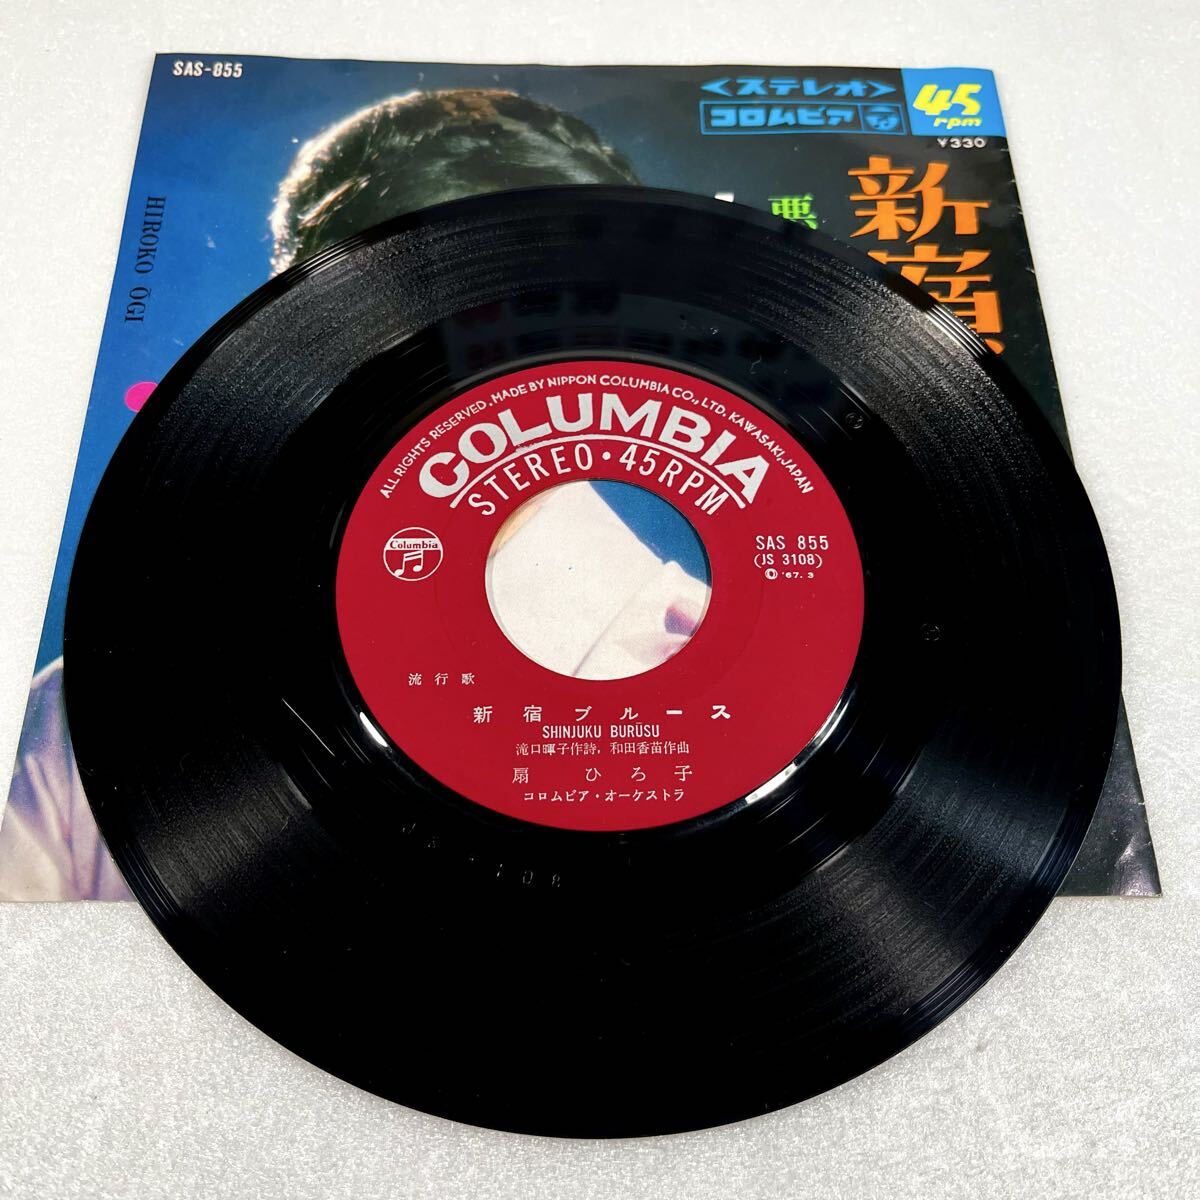 SAS-855
HIROKO ŌGI
<ステレオ>
コロムビア
45
rpm
¥330
新宿
悪
ALL RIGHTS RESERVED. MADE BY NIPPON COLUMBIA CO., LTD. KAWASAKI, JAPAN
COLUMBIA
STEREO・45RPM
Columbia
SAS 855
(JS 3108)
Ⓟ '67. 3
流行歌
新宿ブルース
SHINJUKU BURŪSU
滝口暉子作詩, 和田香苗作曲
扇 ひろ子
コロムビア・オーケストラ